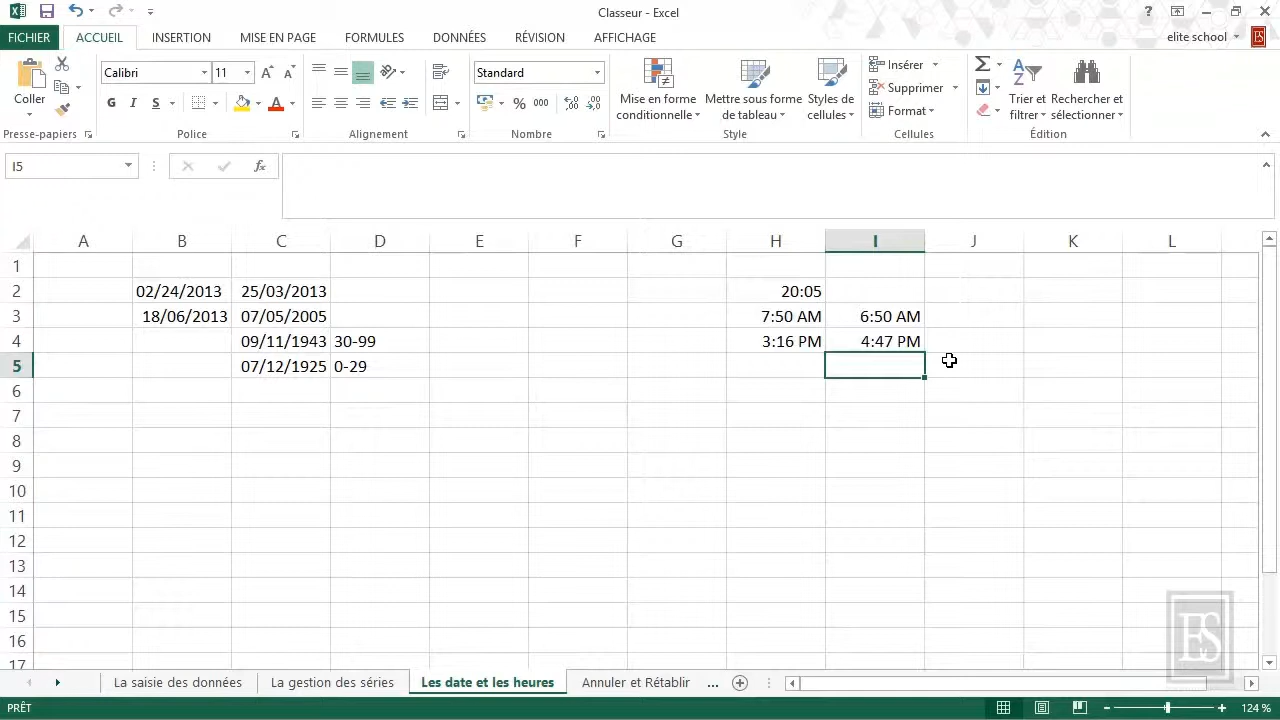 Classeur - Excel
FICHIER ACCUEIL INSERTION MISE EN PAGE FORMULES DONNÉES RÉVISION AFFICHAGE elite school
Coller
Presse-papiers
Calibri 11
G I S
Police
Alignement
Standard
% 000
Nombre
Mise en forme conditionnelle
Mettre sous forme de tableau
Styles de cellules
Style
Insérer
Supprimer
Format
Cellules
Trier et filtrer
Rechercher et sélectionner
Édition
I5 fx
A B C D E F G H I J K L
1
2 02/24/2013 25/03/2013 20:05
3 18/06/2013 07/05/2005 7:50 AM 6:50 AM
4 09/11/1943 30-99 3:16 PM 4:47 PM
5 07/12/1925 0-29
6
7
8
9
10
11
12
13
14
15
16
17
ES
La saisie des données La gestion des séries Les date et les heures Annuler et Rétablir ...
PRÊT 124 %